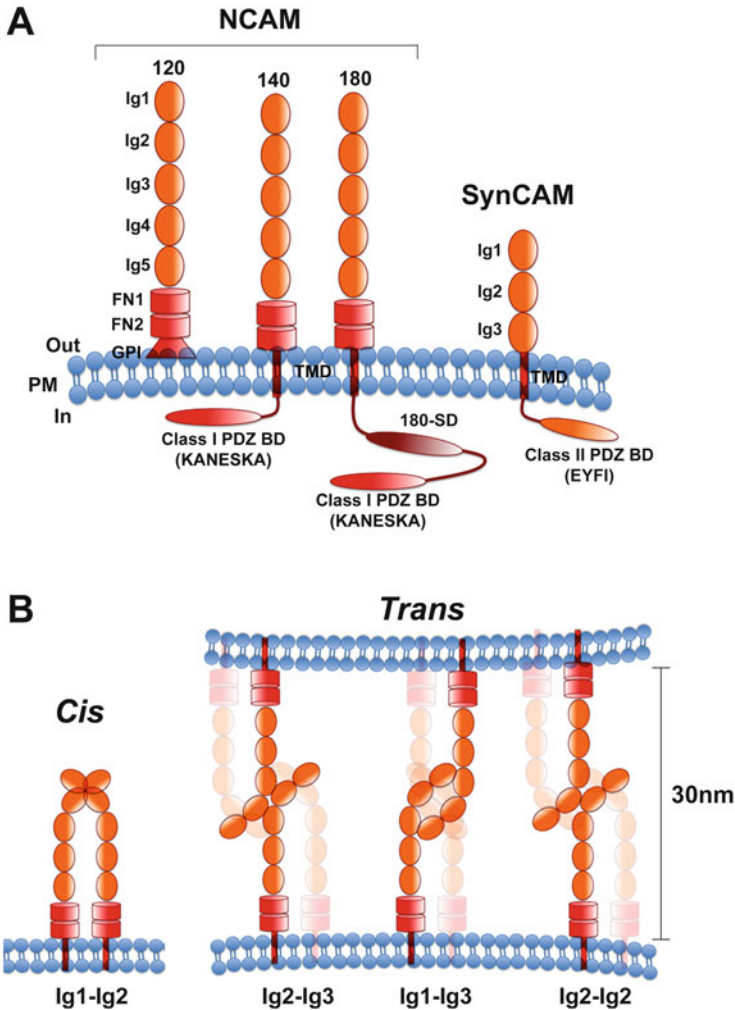 A
NCAM
120
140
180
Ig1
Ig2
Ig3
Ig4
Ig5
FN1
FN2
GPI
SynCAM
Ig1
Ig2
Ig3
Out
PM
In
TMD
TMD
Class I PDZ BD
(KANESKA)
180-SD
Class I PDZ BD
(KANESKA)
Class II PDZ BD
(EYFI)
B
Cis
Trans
30nm
Ig1-Ig2
Ig2-Ig3
Ig1-Ig3
Ig2-Ig2